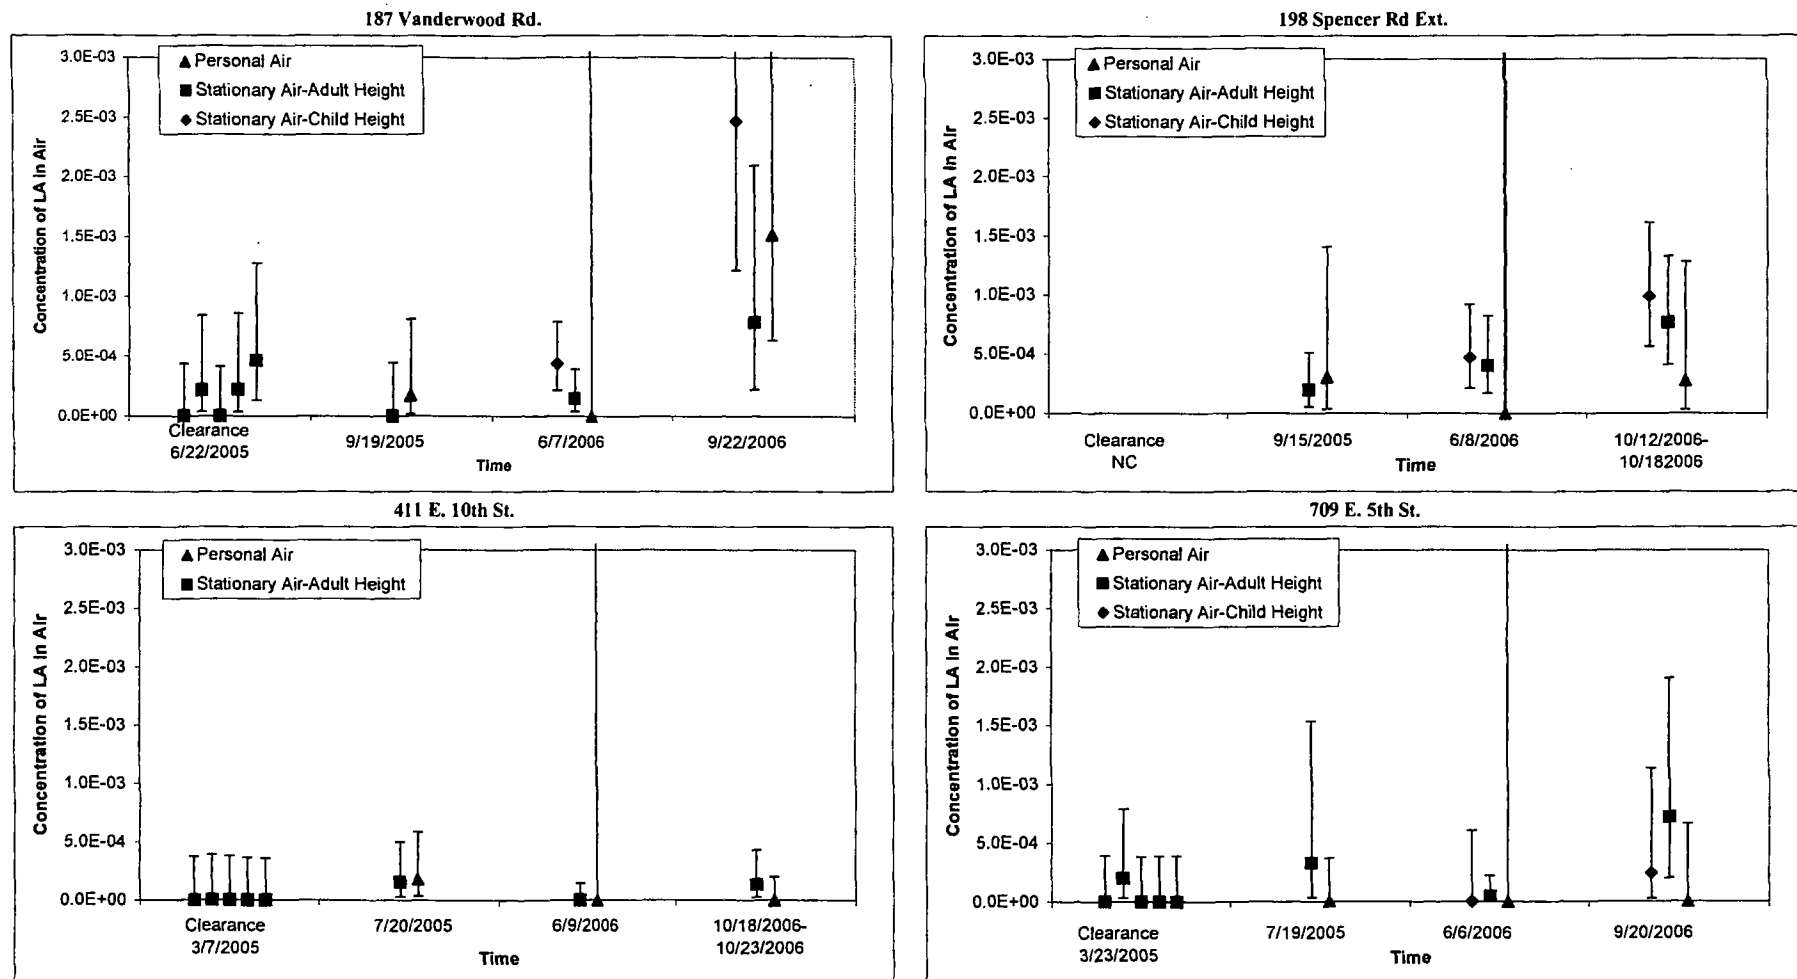 187 Vanderwood Rd.
Concentration of LA in Air
3.0E-03
2.5E-03
2.0E-03
1.5E-03
1.0E-03
5.0E-04
0.0E+00
Personal Air
Stationary Air-Adult Height
Stationary Air-Child Height
Clearance
6/22/2005
9/19/2005
6/7/2006
9/22/2006
Time
198 Spencer Rd Ext.
Concentration of LA in Air
3.0E-03
2.5E-03
2.0E-03
1.5E-03
1.0E-03
5.0E-04
0.0E+00
Personal Air
Stationary Air-Adult Height
Stationary Air-Child Height
Clearance
NC
9/15/2005
6/8/2006
10/12/2006-
10/182006
Time
411 E. 10th St.
Concentration of LA in Air
3.0E-03
2.5E-03
2.0E-03
1.5E-03
1.0E-03
5.0E-04
0.0E+00
Personal Air
Stationary Air-Adult Height
Clearance
3/7/2005
7/20/2005
6/9/2006
10/18/2006-
10/23/2006
Time
709 E. 5th St.
Concentration of LA in Air
3.0E-03
2.5E-03
2.0E-03
1.5E-03
1.0E-03
5.0E-04
0.0E+00
Personal Air
Stationary Air-Adult Height
Stationary Air-Child Height
Clearance
3/23/2005
7/19/2005
6/6/2006
9/20/2006
Time